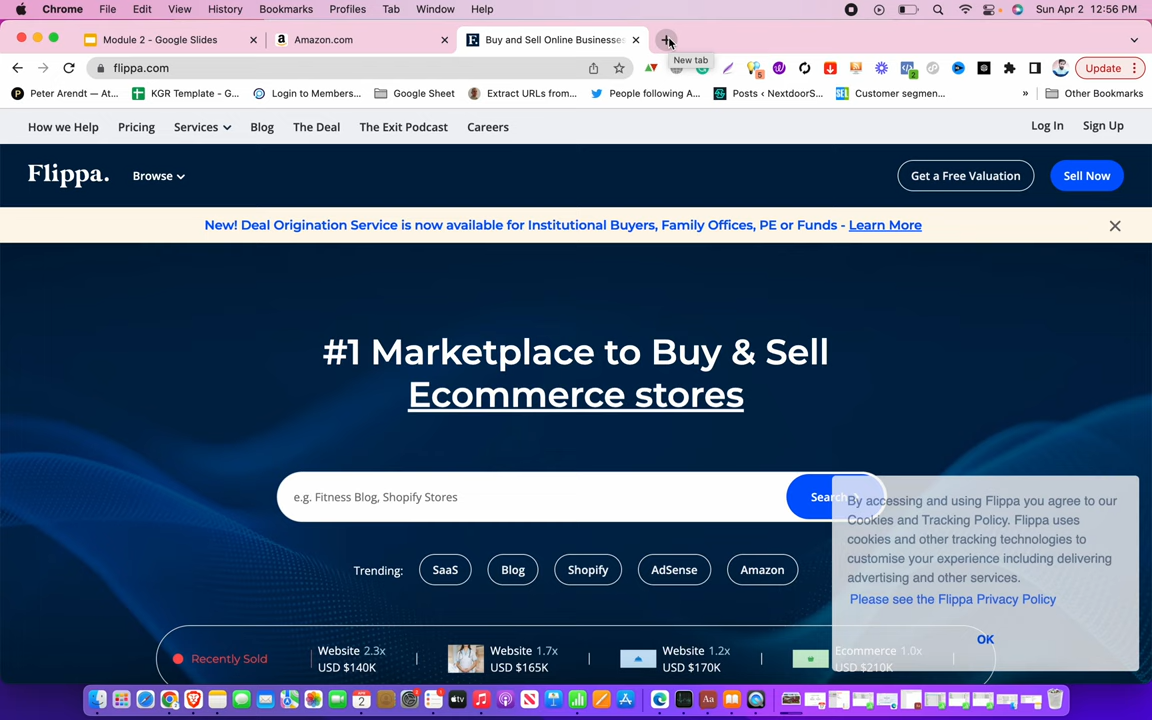 Chrome File Edit View History Bookmarks Profiles Tab Window Help Sun Apr 2 12:56 PM
Module 2 - Google Slides Amazon.com Buy and Sell Online Businesses
New tab
flippa.com Update
Peter Arendt — At... KGR Template - G... Login to Members... Google Sheet Extract URLs from... People following A... Posts ‹ NextdoorS... Customer segmen... » Other Bookmarks
How we Help Pricing Services Blog The Deal The Exit Podcast Careers Log In Sign Up
Flippa. Browse Get a Free Valuation Sell Now
New! Deal Origination Service is now available for Institutional Buyers, Family Offices, PE or Funds - Learn More
#1 Marketplace to Buy & Sell
Ecommerce stores
e.g. Fitness Blog, Shopify Stores Search
By accessing and using Flippa you agree to our
Cookies and Tracking Policy. Flippa uses
cookies and other tracking technologies to
customise your experience including delivering
advertising and other services.
Please see the Flippa Privacy Policy
OK
Trending: SaaS Blog Shopify AdSense Amazon
Recently Sold
Website 2.3x
USD $140K
Website 1.7x
USD $165K
Website 1.2x
USD $170K
Ecommerce 1.0x
USD $210K